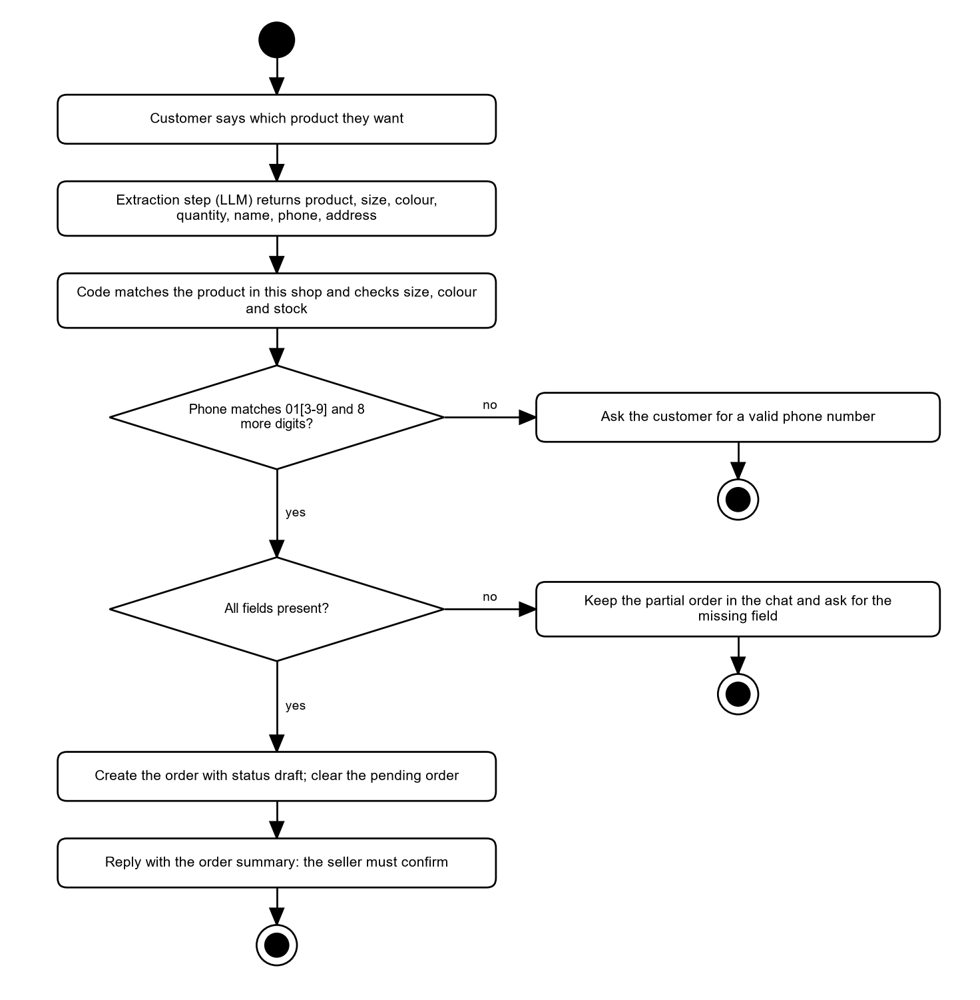 Customer says which product they want
Extraction step (LLM) returns product, size, colour,
quantity, name, phone, address
Code matches the product in this shop and checks size, colour
and stock
Phone matches 01[3-9] and 8
more digits?
no
Ask the customer for a valid phone number
yes
All fields present?
no
Keep the partial order in the chat and ask for the
missing field
yes
Create the order with status draft; clear the pending order
Reply with the order summary: the seller must confirm